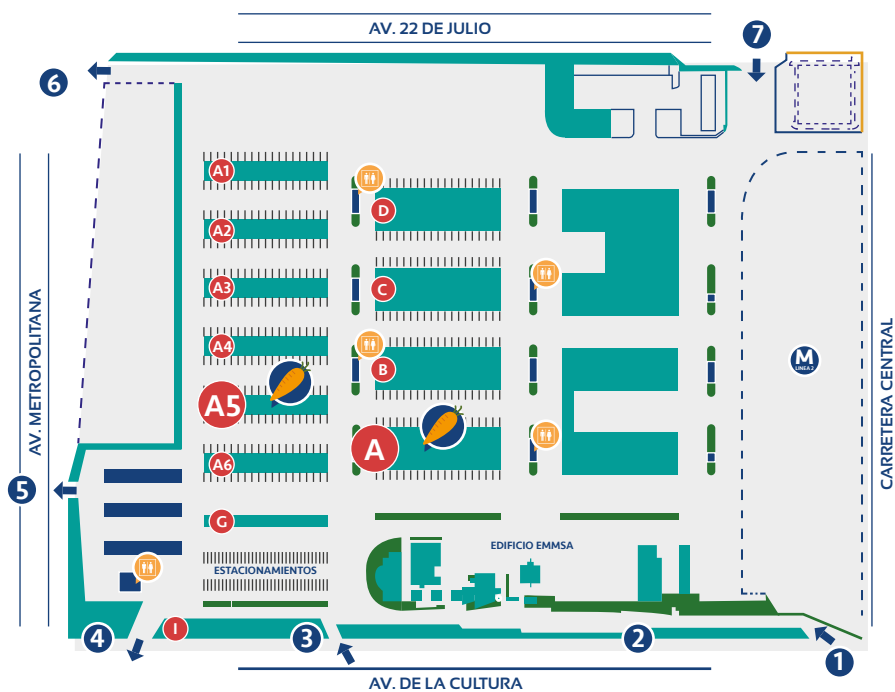 AV. 22 DE JULIO
7
6
A1
D
A2
A3
C
A4
B
M
LINEA 2
A5
A
A6
AV. METROPOLITANA
CARRETERA CENTRAL
5
G
EDIFICIO EMMSA
ESTACIONAMIENTOS
I
4
3
2
1
AV. DE LA CULTURA